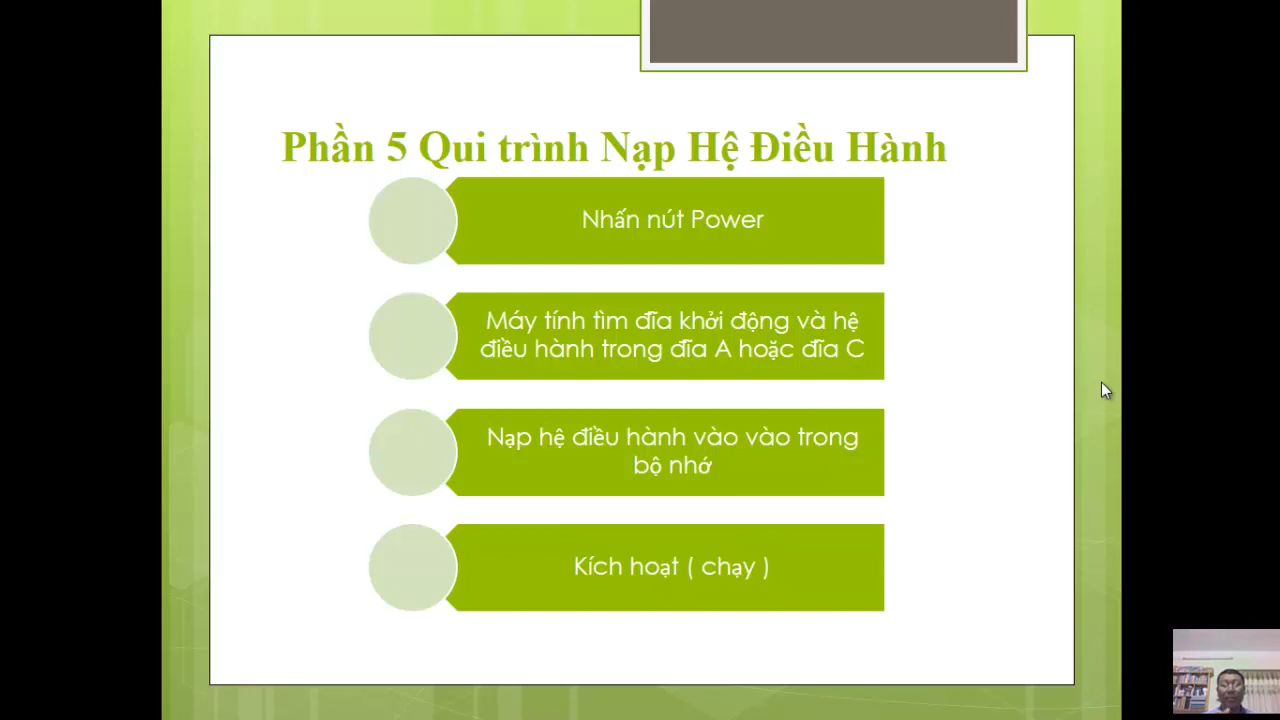 Phần 5 Qui trình Nạp Hệ Điều Hành
Nhấn nút Power
Máy tính tìm đĩa khởi động và hệ
điều hành trong đĩa A hoặc đĩa C
Nạp hệ điều hành vào vào trong
bộ nhớ
Kích hoạt ( chạy )